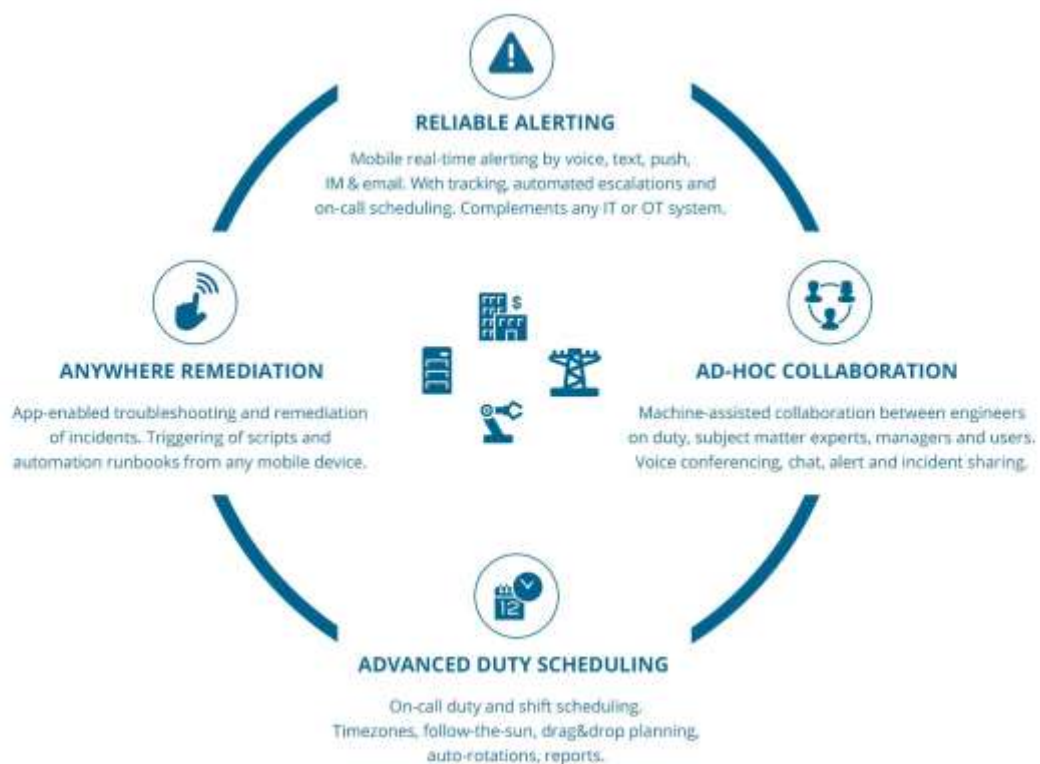 RELIABLE ALERTING
Mobile real-time alerting by voice, text, push,
IM & email. With tracking, automated escalations and
on-call scheduling. Complements any IT or OT system.
ANYWHERE REMEDIATION
App-enabled troubleshooting and remediation
of incidents. Triggering of scripts and
automation runbooks from any mobile device.
$
AD-HOC COLLABORATION
Machine-assisted collaboration between engineers
on duty, subject matter experts, managers and users.
Voice conferencing, chat, alert and incident sharing.
12
ADVANCED DUTY SCHEDULING
On-call duty and shift scheduling.
Timezones, follow-the-sun, drag&drop planning,
auto-rotations, reports.